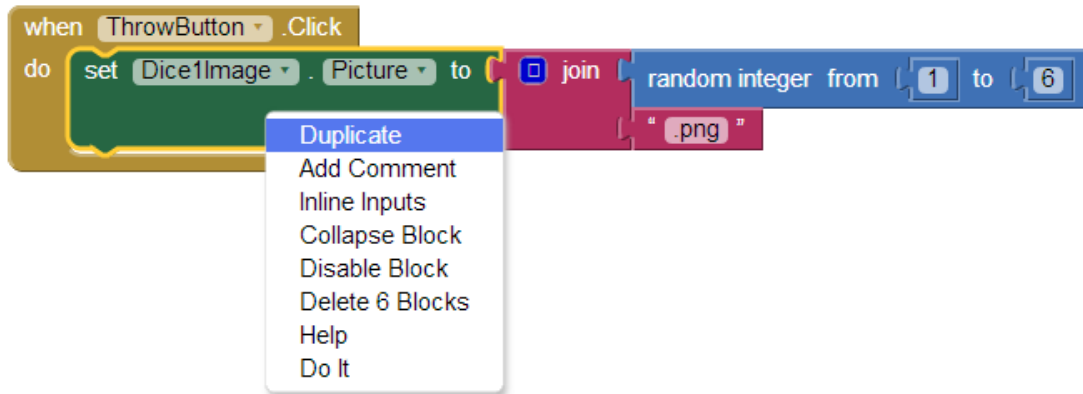 when ThrowButton .Click
do set Dice1Image . Picture to join random integer from 1 to 6
" .png "
Duplicate
Add Comment
Inline Inputs
Collapse Block
Disable Block
Delete 6 Blocks
Help
Do It